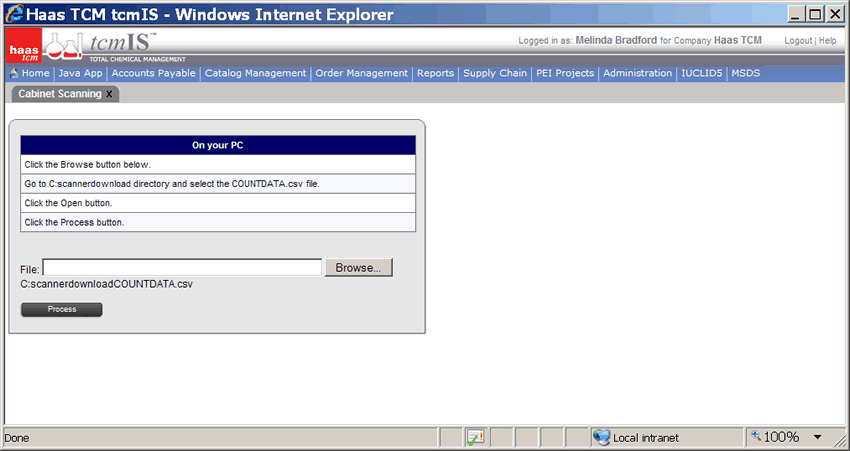 Haas TCM tcmIS - Windows Internet Explorer
haas tcm
tcmIS™
TOTAL CHEMICAL MANAGEMENT
Logged in as: Melinda Bradford for Company Haas TCM
Logout | Help
Home | Java App | Accounts Payable | Catalog Management | Order Management | Reports | Supply Chain | PEI Projects | Administration | IUCLID5 | MSDS
Cabinet Scanning X
On your PC
Click the Browse button below.
Go to C:scannerdownload directory and select the COUNTDATA.csv file.
Click the Open button.
Click the Process button.
File: Browse...
C:scannerdownloadCOUNTDATA.csv
Process
Done
Local intranet
100%